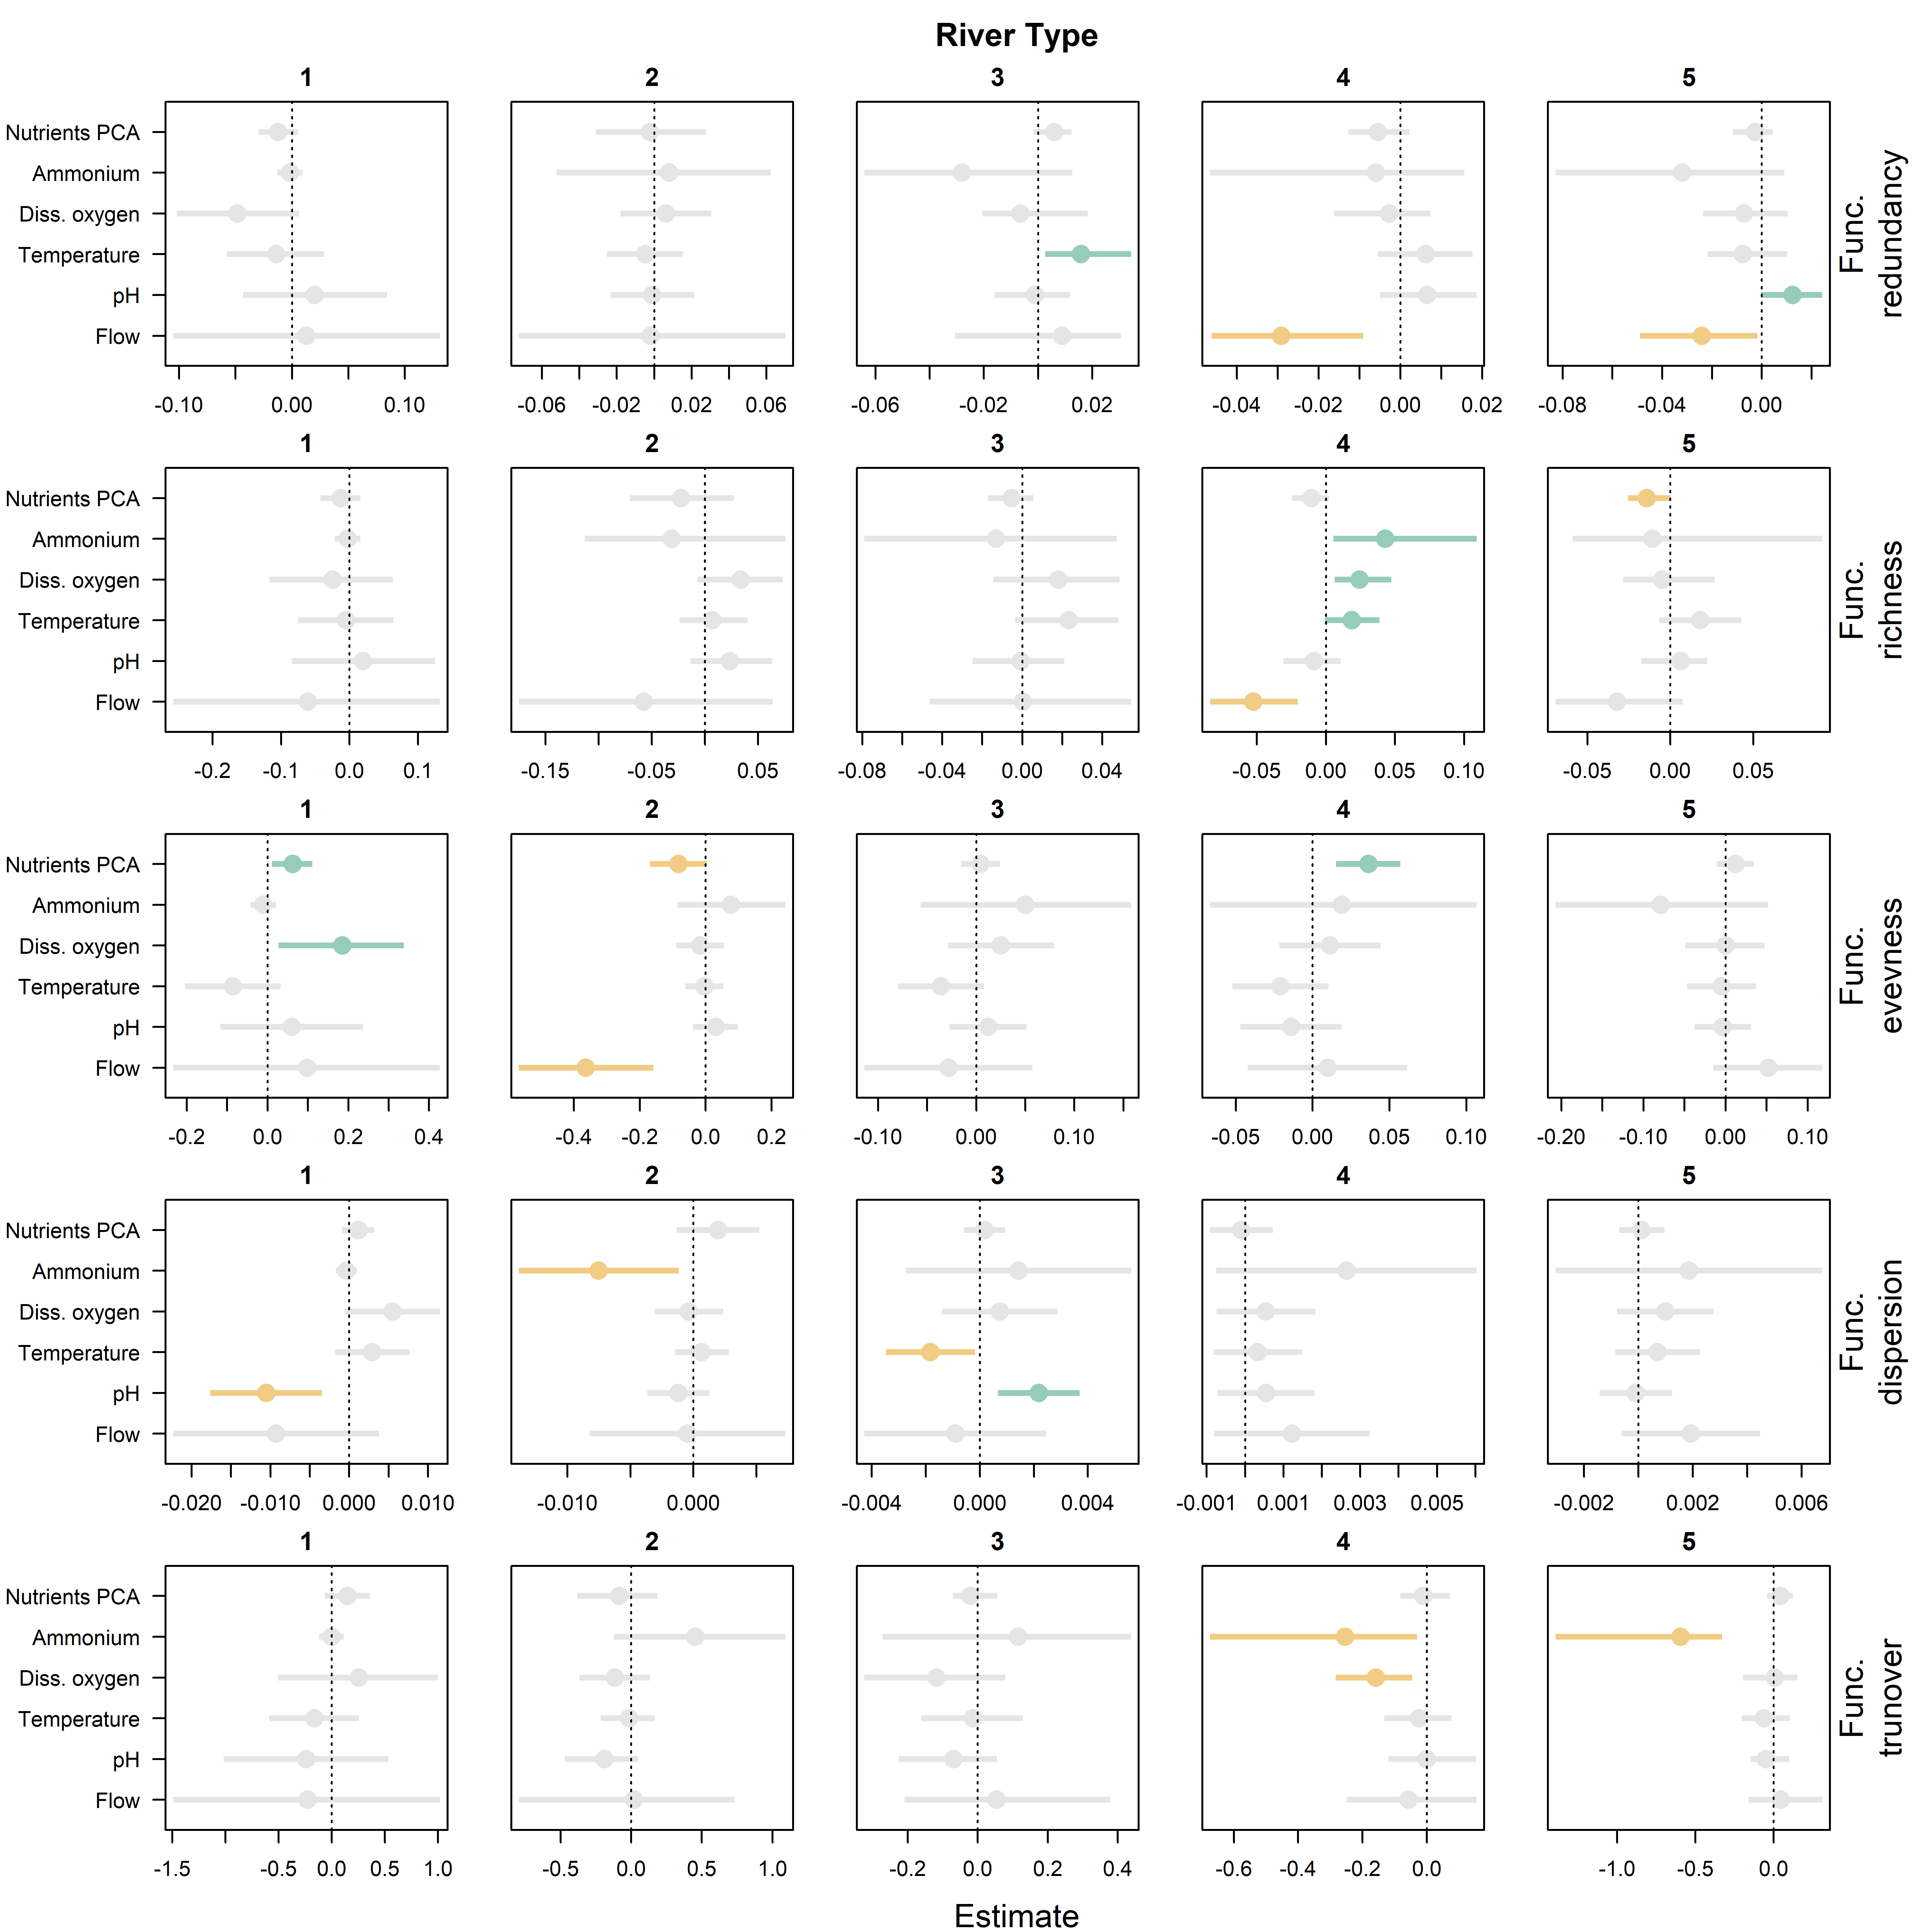 River Type
1 2 3 4 5
Nutrients PCA
Ammonium
Diss. oxygen
Temperature
pH
Flow
-0.10 0.00 0.10 -0.06 -0.02 0.02 0.06 -0.06 -0.02 0.02 -0.04 -0.02 0.00 0.02 -0.08 -0.04 0.00
Func.
redundancy
1 2 3 4 5
Nutrients PCA
Ammonium
Diss. oxygen
Temperature
pH
Flow
-0.2 -0.1 0.0 0.1 -0.15 -0.05 0.05 -0.08 -0.04 0.00 0.04 -0.05 0.00 0.05 0.10 -0.05 0.00 0.05
Func.
richness
1 2 3 4 5
Nutrients PCA
Ammonium
Diss. oxygen
Temperature
pH
Flow
-0.2 0.0 0.2 0.4 -0.4 -0.2 0.0 0.2 -0.10 0.00 0.10 -0.05 0.00 0.05 0.10 -0.20 -0.10 0.00 0.10
Func.
evevness
1 2 3 4 5
Nutrients PCA
Ammonium
Diss. oxygen
Temperature
pH
Flow
-0.020 -0.010 0.000 0.010 -0.010 0.000 -0.004 0.000 0.004 -0.001 0.001 0.003 0.005 -0.002 0.002 0.006
Func.
dispersion
1 2 3 4 5
Nutrients PCA
Ammonium
Diss. oxygen
Temperature
pH
Flow
-1.5 -0.5 0.0 0.5 1.0 -0.5 0.0 0.5 1.0 -0.2 0.0 0.2 0.4 -0.6 -0.4 -0.2 0.0 -1.0 -0.5 0.0
Func.
trunover
Estimate